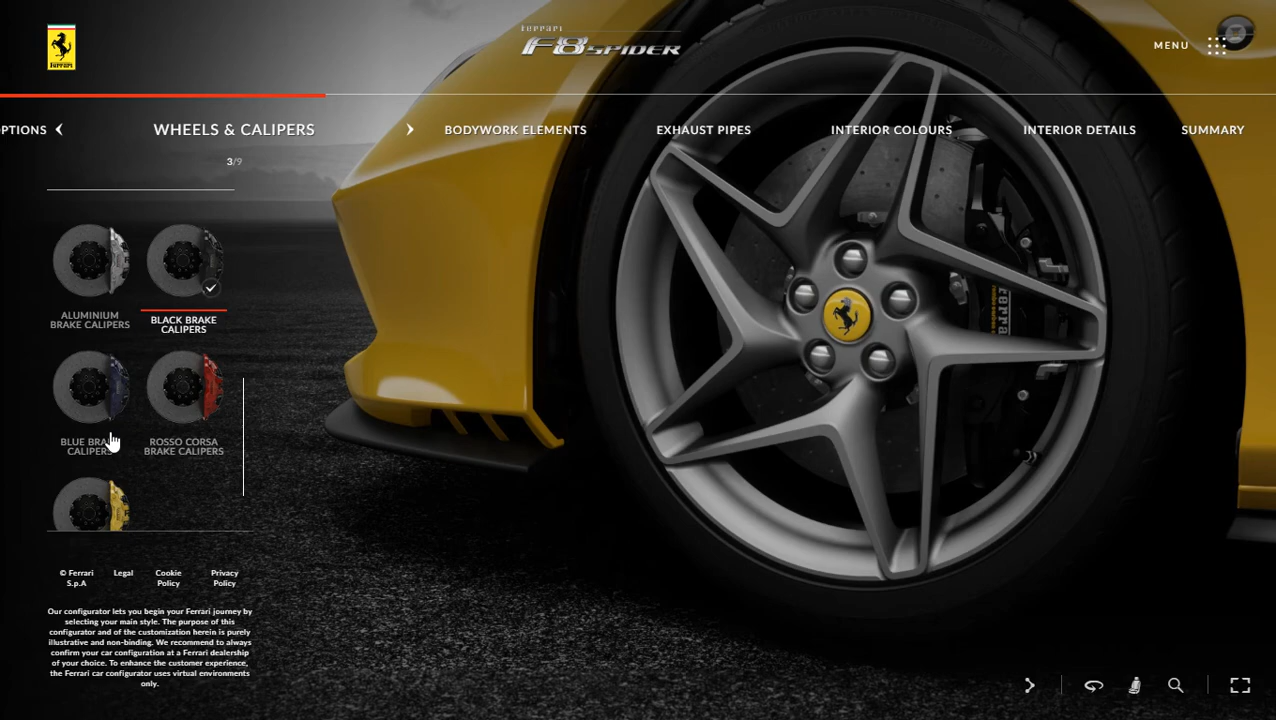 Ferrari
Ferrari
F8 SPIDER
MENU
PTIONS
WHEELS & CALIPERS
BODYWORK ELEMENTS
EXHAUST PIPES
INTERIOR COLOURS
INTERIOR DETAILS
SUMMARY
3/9
ALUMINIUM
BRAKE CALIPERS
BLACK BRAKE
CALIPERS
BLUE BRA
CALIPERS
ROSSO CORSA
BRAKE CALIPERS
© Ferrari
S.p.A
Legal
Cookie
Policy
Privacy
Policy
Our configurator lets you begin your Ferrari journey by
selecting your main style. The purpose of this
configurator and of the customization herein is purely
illustrative and non-binding. We recommend to always
confirm your car configuration at a Ferrari dealership
of your choice. To enhance the customer experience,
the Ferrari car configurator uses virtual environments
only.